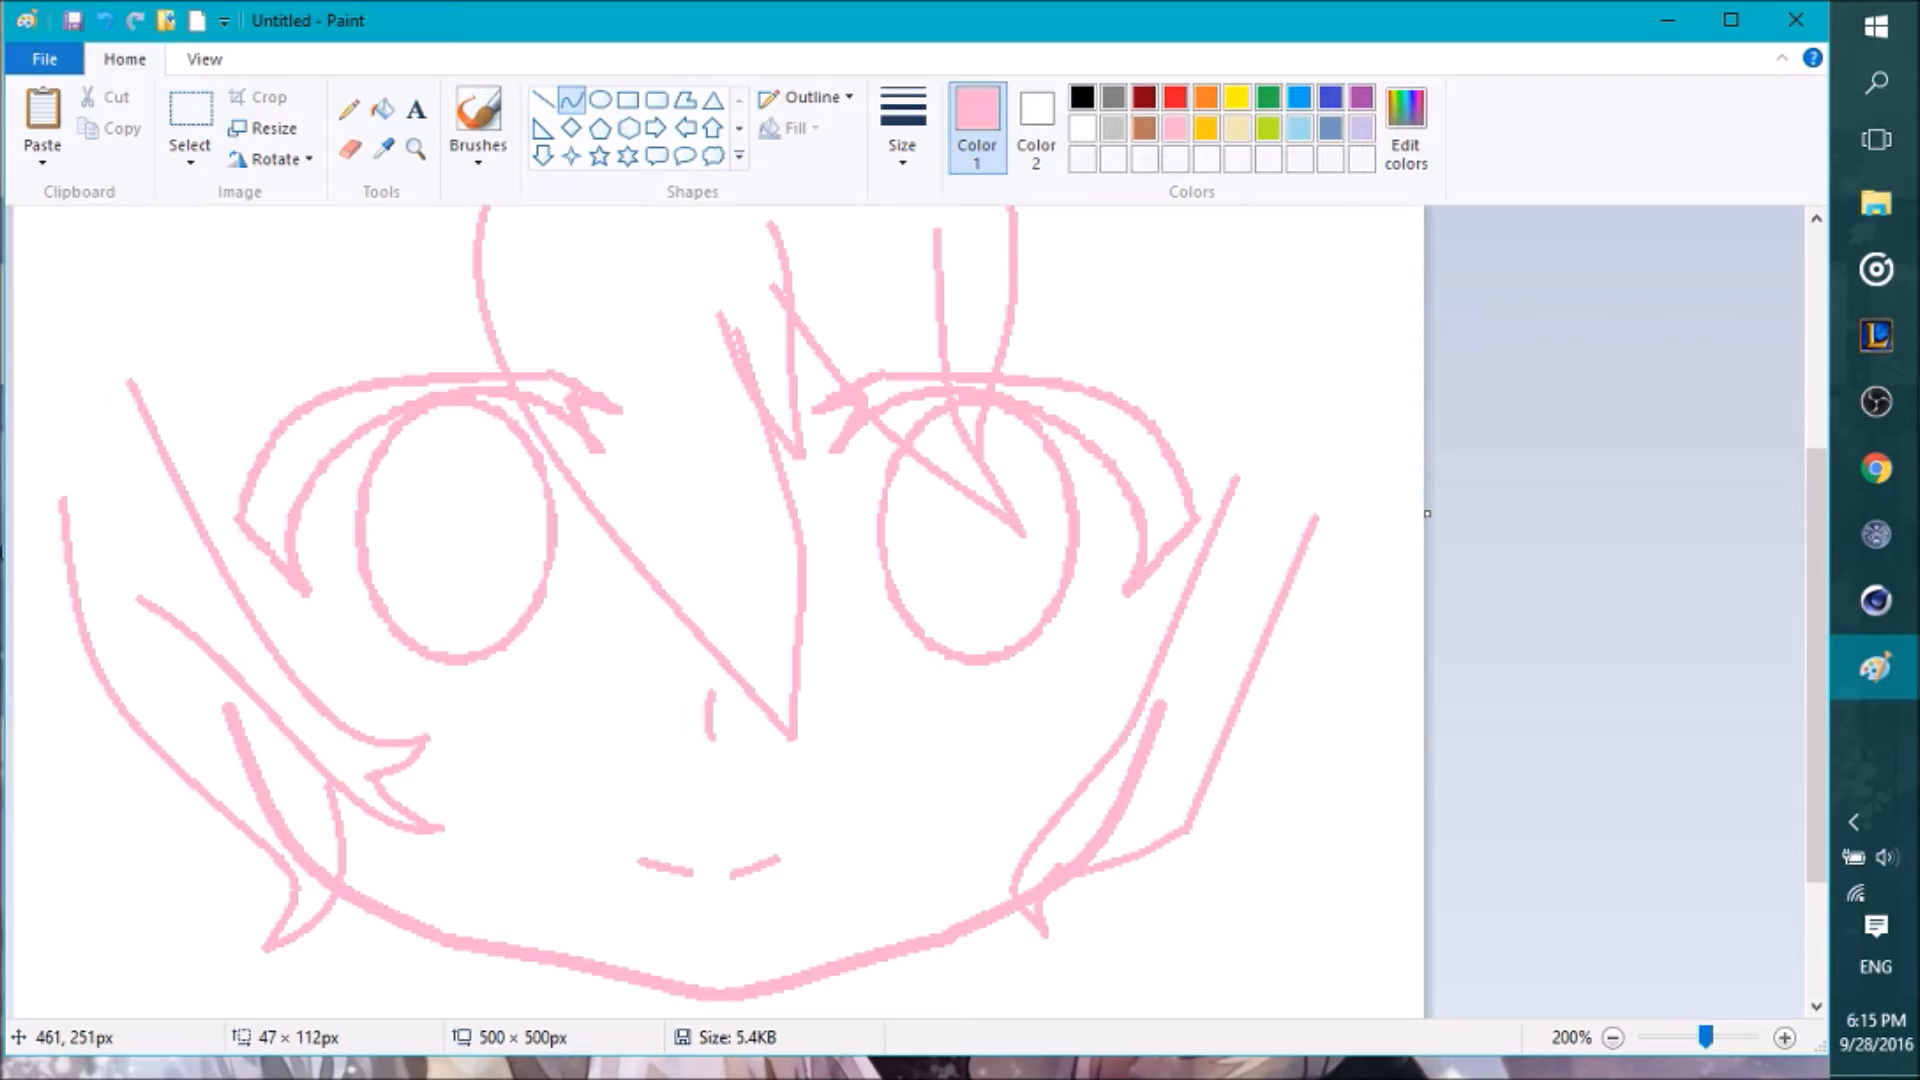 Untitled - Paint
File Home View
Paste
Cut
Copy
Clipboard
Select
Crop
Resize
Rotate
Image
A
Tools
Brushes
Shapes
Outline
Fill
Size
Color 1
Color 2
Edit colors
Colors
461, 251px
47 × 112px
500 × 500px
Size: 5.4KB
200%
L
ENG
6:15 PM
9/28/2016